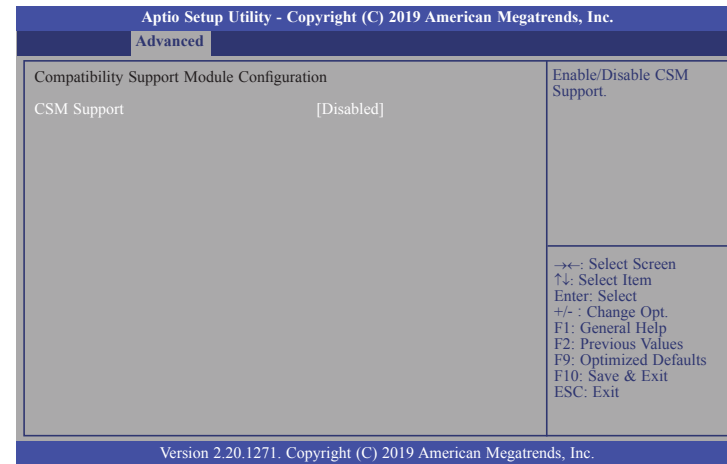 Aptio Setup Utility - Copyright (C) 2019 American Megatrends, Inc.
Advanced
Compatibility Support Module Configuration
CSM Support [Disabled]
Enable/Disable CSM
Support.
→←: Select Screen
↑↓: Select Item
Enter: Select
+/- : Change Opt.
F1: General Help
F2: Previous Values
F9: Optimized Defaults
F10: Save & Exit
ESC: Exit
Version 2.20.1271. Copyright (C) 2019 American Megatrends, Inc.